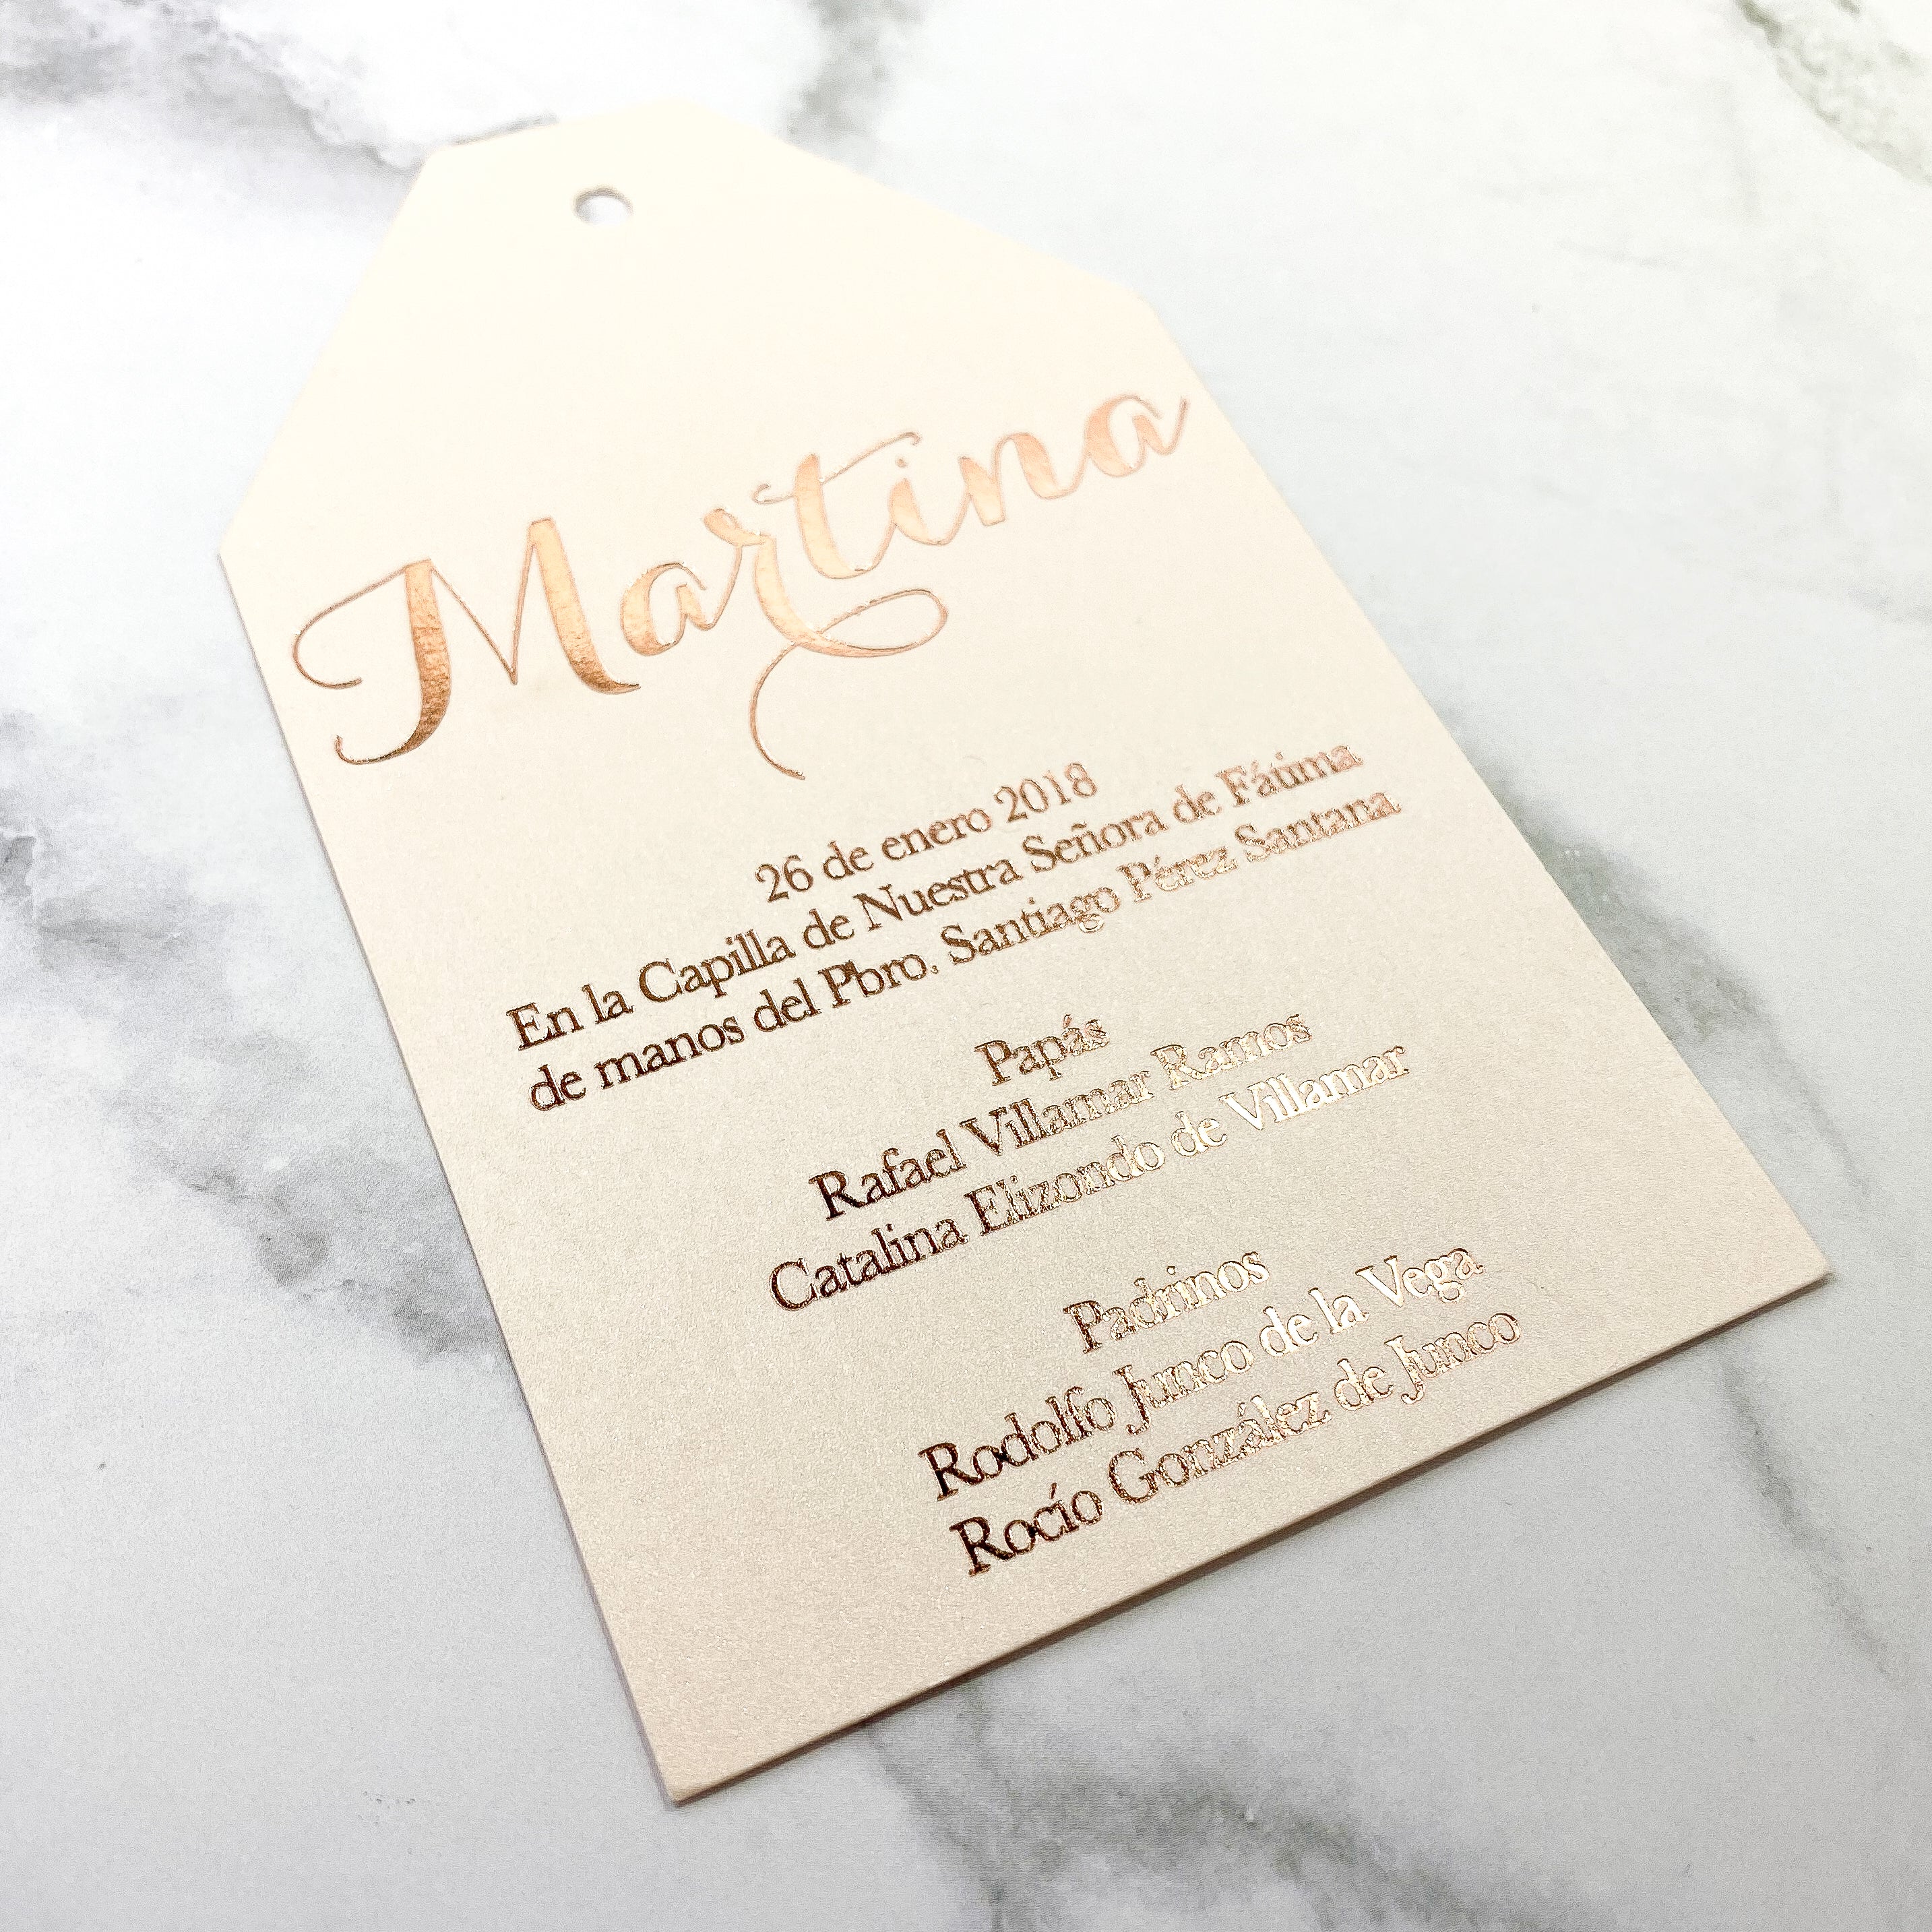 Martina
26 de enero 2018
En la Capilla de Nuestra Señora de Fátima
de manos del Pbro. Santiago Pérez Santana
Papás
Rafael Villamar Ramos
Catalina Elizondo de Villamar
Padrinos
Rodolfo Junco de la Vega
Rocío González de Junco